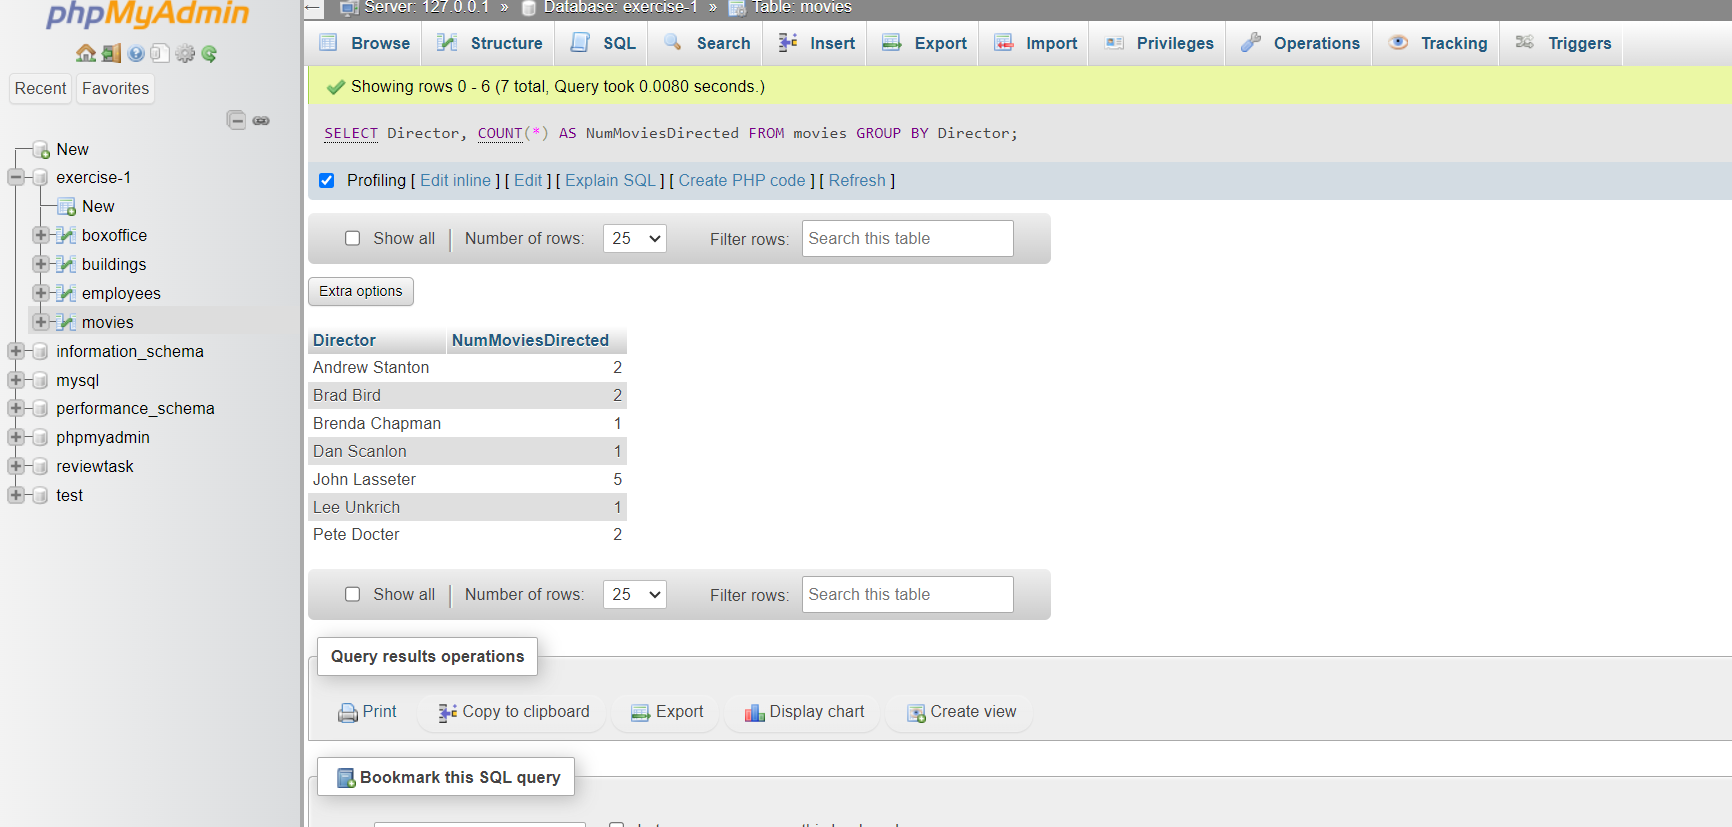 phpMyAdmin
Recent
Favorites
New
exercise-1
New
boxoffice
buildings
employees
movies
information_schema
mysql
performance_schema
phpmyadmin
reviewtask
test
Server: 127.0.0.1 » Database: exercise-1 » Table: movies
Browse Structure SQL Search Insert Export Import Privileges Operations Tracking Triggers
Showing rows 0 - 6 (7 total, Query took 0.0080 seconds.)
SELECT Director, COUNT(*) AS NumMoviesDirected FROM movies GROUP BY Director;
Profiling [ Edit inline ] [ Edit ] [ Explain SQL ] [ Create PHP code ] [ Refresh ]
Show all Number of rows: 25 Filter rows: Search this table
Extra options
Director NumMoviesDirected
Andrew Stanton 2
Brad Bird 2
Brenda Chapman 1
Dan Scanlon 1
John Lasseter 5
Lee Unkrich 1
Pete Docter 2
Show all Number of rows: 25 Filter rows: Search this table
Query results operations
Print Copy to clipboard Export Display chart Create view
Bookmark this SQL query